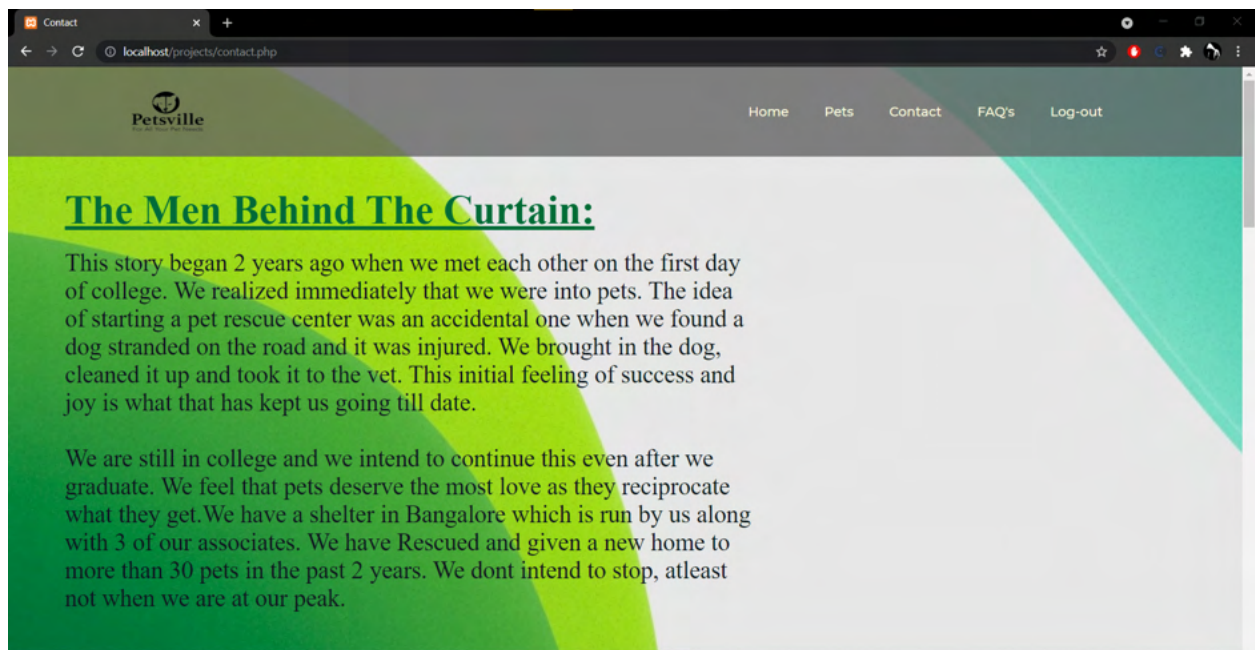 Contact
localhost/projects/contact.php
Petsville
For All Your Pet Needs
Home Pets Contact FAQ's Log-out
The Men Behind The Curtain:
This story began 2 years ago when we met each other on the first day
of college. We realized immediately that we were into pets. The idea
of starting a pet rescue center was an accidental one when we found a
dog stranded on the road and it was injured. We brought in the dog,
cleaned it up and took it to the vet. This initial feeling of success and
joy is what that has kept us going till date.
We are still in college and we intend to continue this even after we
graduate. We feel that pets deserve the most love as they reciprocate
what they get.We have a shelter in Bangalore which is run by us along
with 3 of our associates. We have Rescued and given a new home to
more than 30 pets in the past 2 years. We dont intend to stop, atleast
not when we are at our peak.